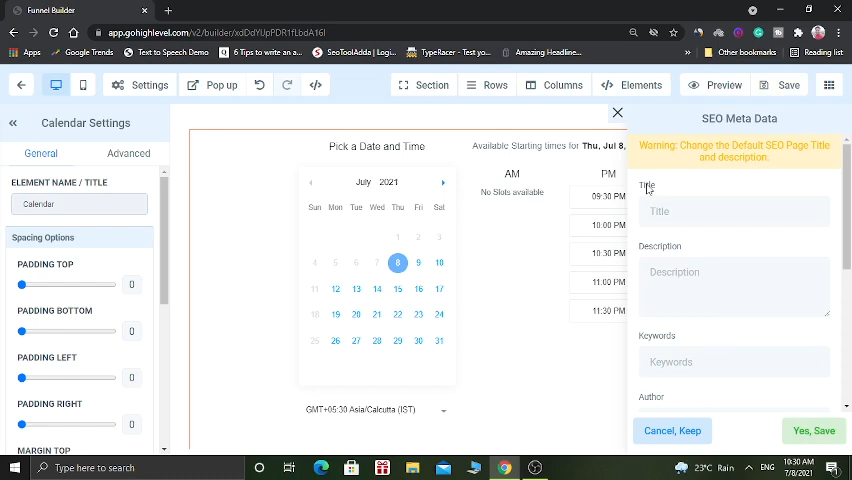 Funnel Builder
app.gohighlevel.com/v2/builder/xdDdYUpPDR1fLbdA16I
Apps
Google Trends
Text to Speech Demo
6 Tips to write an a...
SeoToolAdda | Logi...
TypeRacer - Test yo...
Amazing Headline...
Other bookmarks
Reading list
Settings
Pop up
Section
Rows
Columns
Elements
Preview
Save
Calendar Settings
General
Advanced
ELEMENT NAME / TITLE
Calendar
Spacing Options
PADDING TOP
0
PADDING BOTTOM
0
PADDING LEFT
0
PADDING RIGHT
0
MARGIN TOP
Pick a Date and Time
July 2021
Sun Mon Tue Wed Thu Fri Sat
1 2 3
4 5 6 7 8 9 10
11 12 13 14 15 16 17
18 19 20 21 22 23 24
25 26 27 28 29 30 31
GMT+05:30 Asia/Calcutta (IST)
Available Starting times for Thu, Jul 8,
AM
No Slots available
PM
09:30 PM
10:00 PM
10:30 PM
11:00 PM
11:30 PM
SEO Meta Data
Warning: Change the Default SEO Page Title
and description.
Title
Title
Description
Description
Keywords
Keywords
Author
Cancel, Keep
Yes, Save
Type here to search
23°C Rain
ENG
10:30 AM
7/8/2021